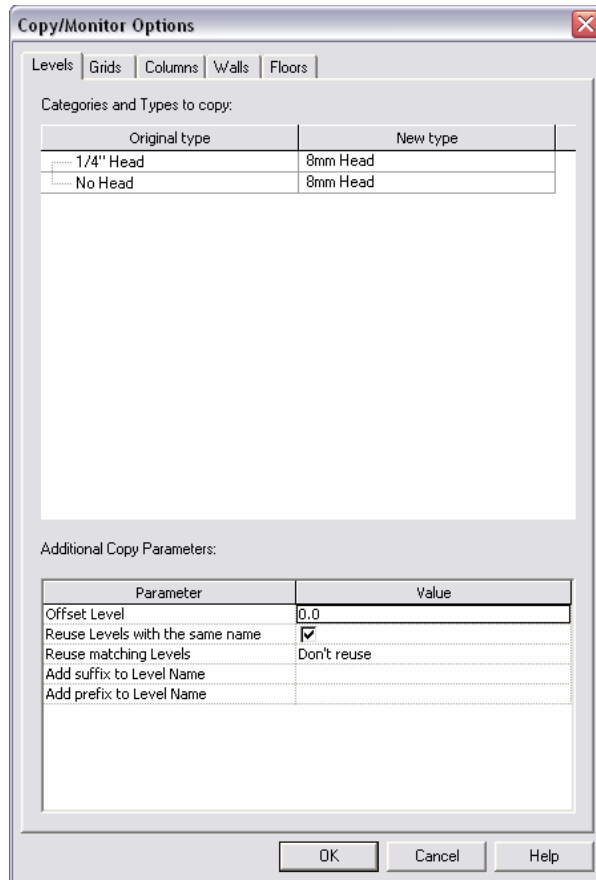 Copy/Monitor Options
Levels Grids Columns Walls Floors
Categories and Types to copy:
Original type New type
1/4" Head 8mm Head
No Head 8mm Head
Additional Copy Parameters:
Parameter Value
Offset Level 0.0
Reuse Levels with the same name
Reuse matching Levels Don't reuse
Add suffix to Level Name
Add prefix to Level Name
OK Cancel Help